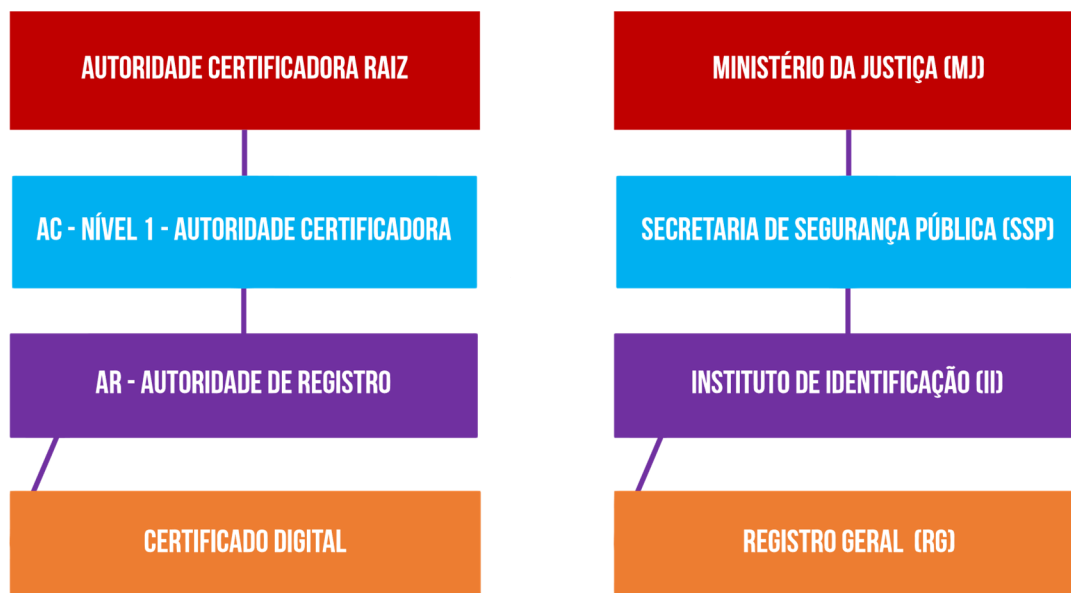 AUTORIDADE CERTIFICADORA RAIZ
MINISTÉRIO DA JUSTIÇA (MJ)
AC - NÍVEL 1 - AUTORIDADE CERTIFICADORA
SECRETARIA DE SEGURANÇA PÚBLICA (SSP)
AR - AUTORIDADE DE REGISTRO
INSTITUTO DE IDENTIFICAÇÃO (II)
CERTIFICADO DIGITAL
REGISTRO GERAL (RG)